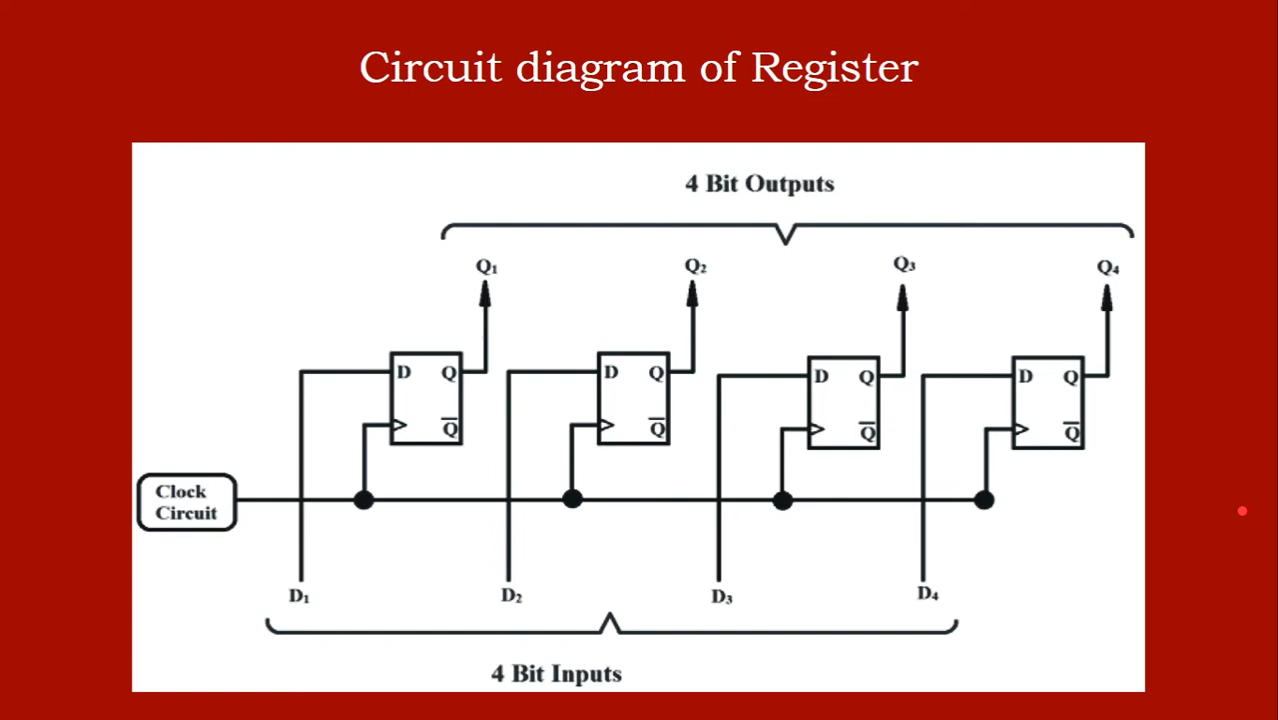 Circuit diagram of Register
4 Bit Outputs
Q₁ Q₂ Q₃ Q₄
D Q D Q D Q D Q
Q̅ Q̅ Q̅ Q̅
Clock
Circuit
D₁ D₂ D₃ D₄
4 Bit Inputs